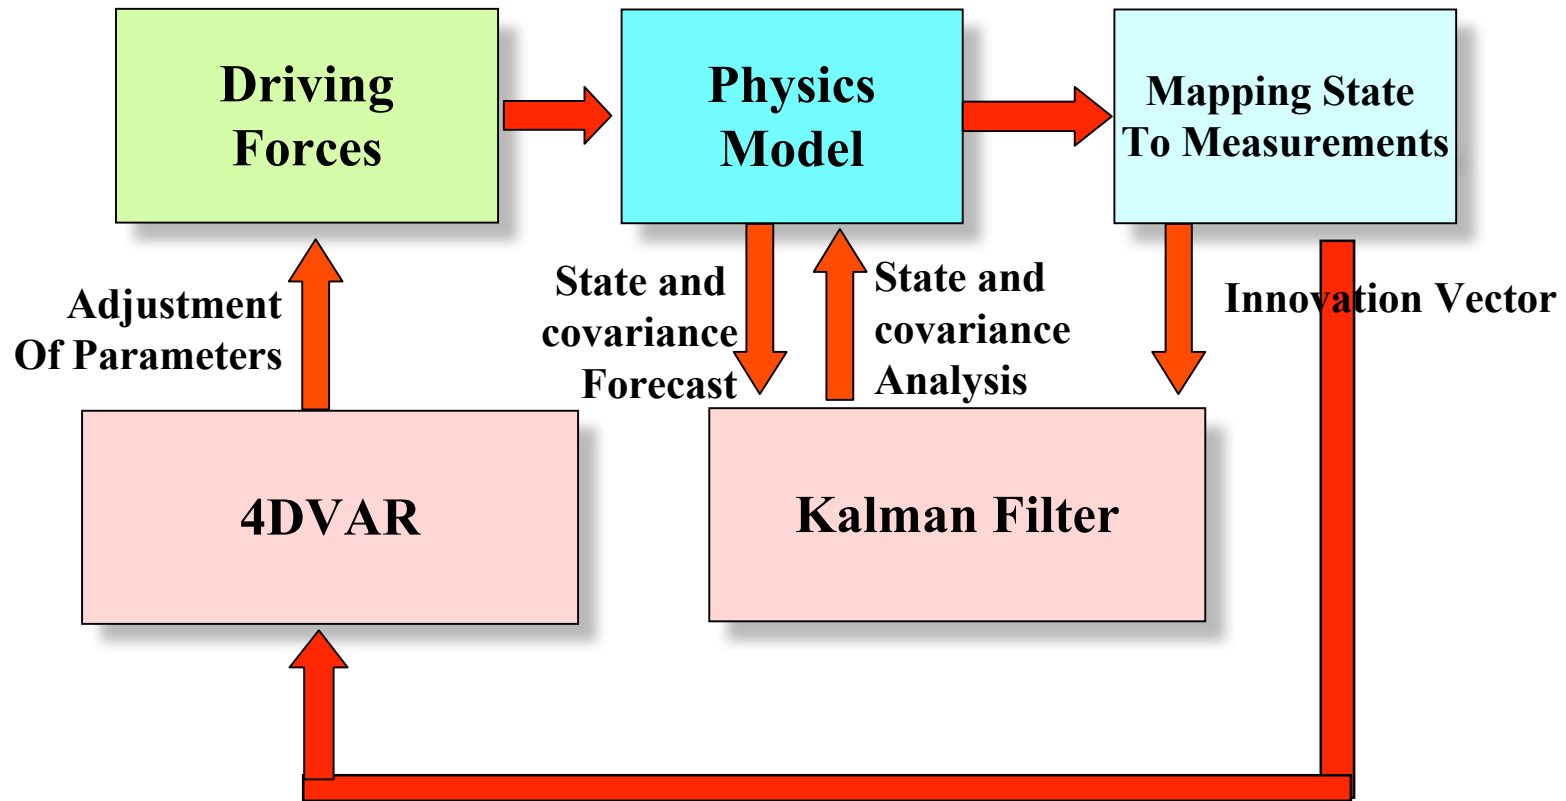 Driving
Forces
Physics
Model
Mapping State
To Measurements
Adjustment
Of Parameters
State and
covariance
Forecast
State and
covariance
Analysis
Innovation Vector
4DVAR
Kalman Filter